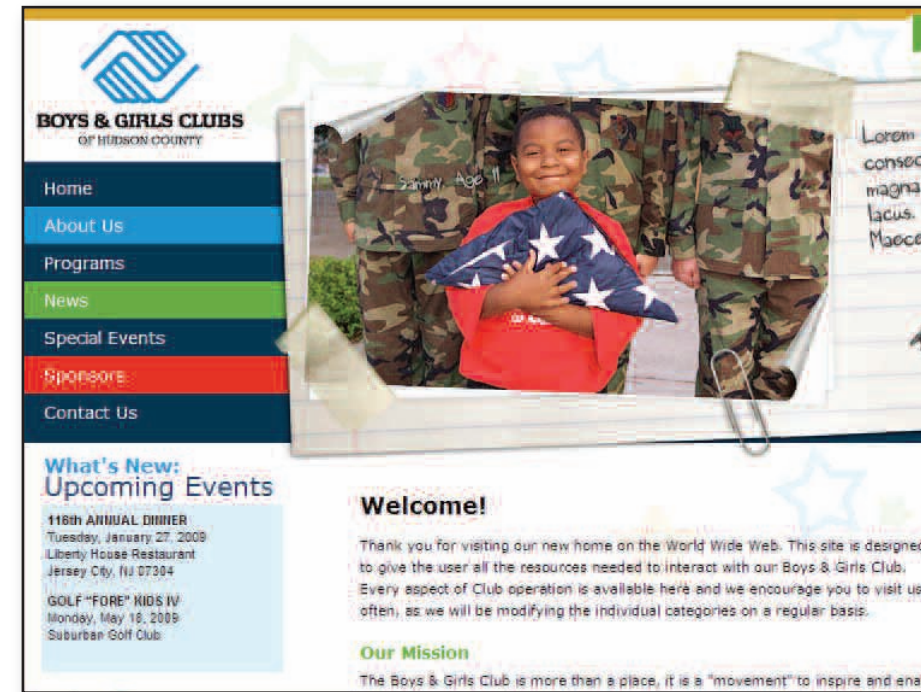 BOYS & GIRLS CLUBS
OF HUDSON COUNTY
Home
About Us
Programs
News
Special Events
Sponsors
Contact Us
Sammy, Age 11
Lorem
consec
magna
lacus.
Maece
What's New:
Upcoming Events
116th ANNUAL DINNER
Tuesday, January 27, 2009
Liberty House Restaurant
Jersey City, NJ 07304
GOLF "FORE" KIDS IV
Monday, May 18, 2009
Suburban Golf Club
Welcome!
Thank you for visiting our new home on the World Wide Web. This site is designed
to give the user all the resources needed to interact with our Boys & Girls Club.
Every aspect of Club operation is available here and we encourage you to visit us
often, as we will be modifying the individual categories on a regular basis.
Our Mission
The Boys & Girls Club is more than a place, it is a "movement" to inspire and ena